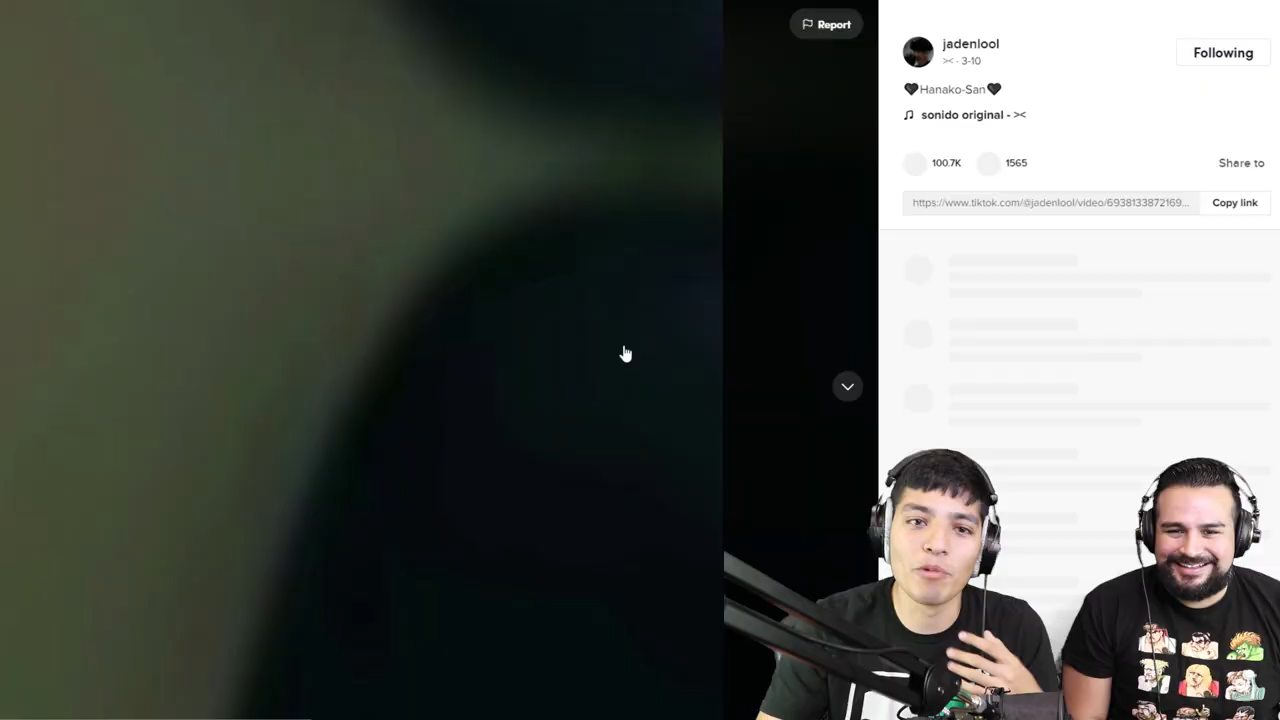 Report
jadenlool
>< · 3-10
Following
🖤Hanako-San🖤
sonido original - ><
100.7K
1565
Share to
https://www.tiktok.com/@jadenlool/video/6938133872169...
Copy link